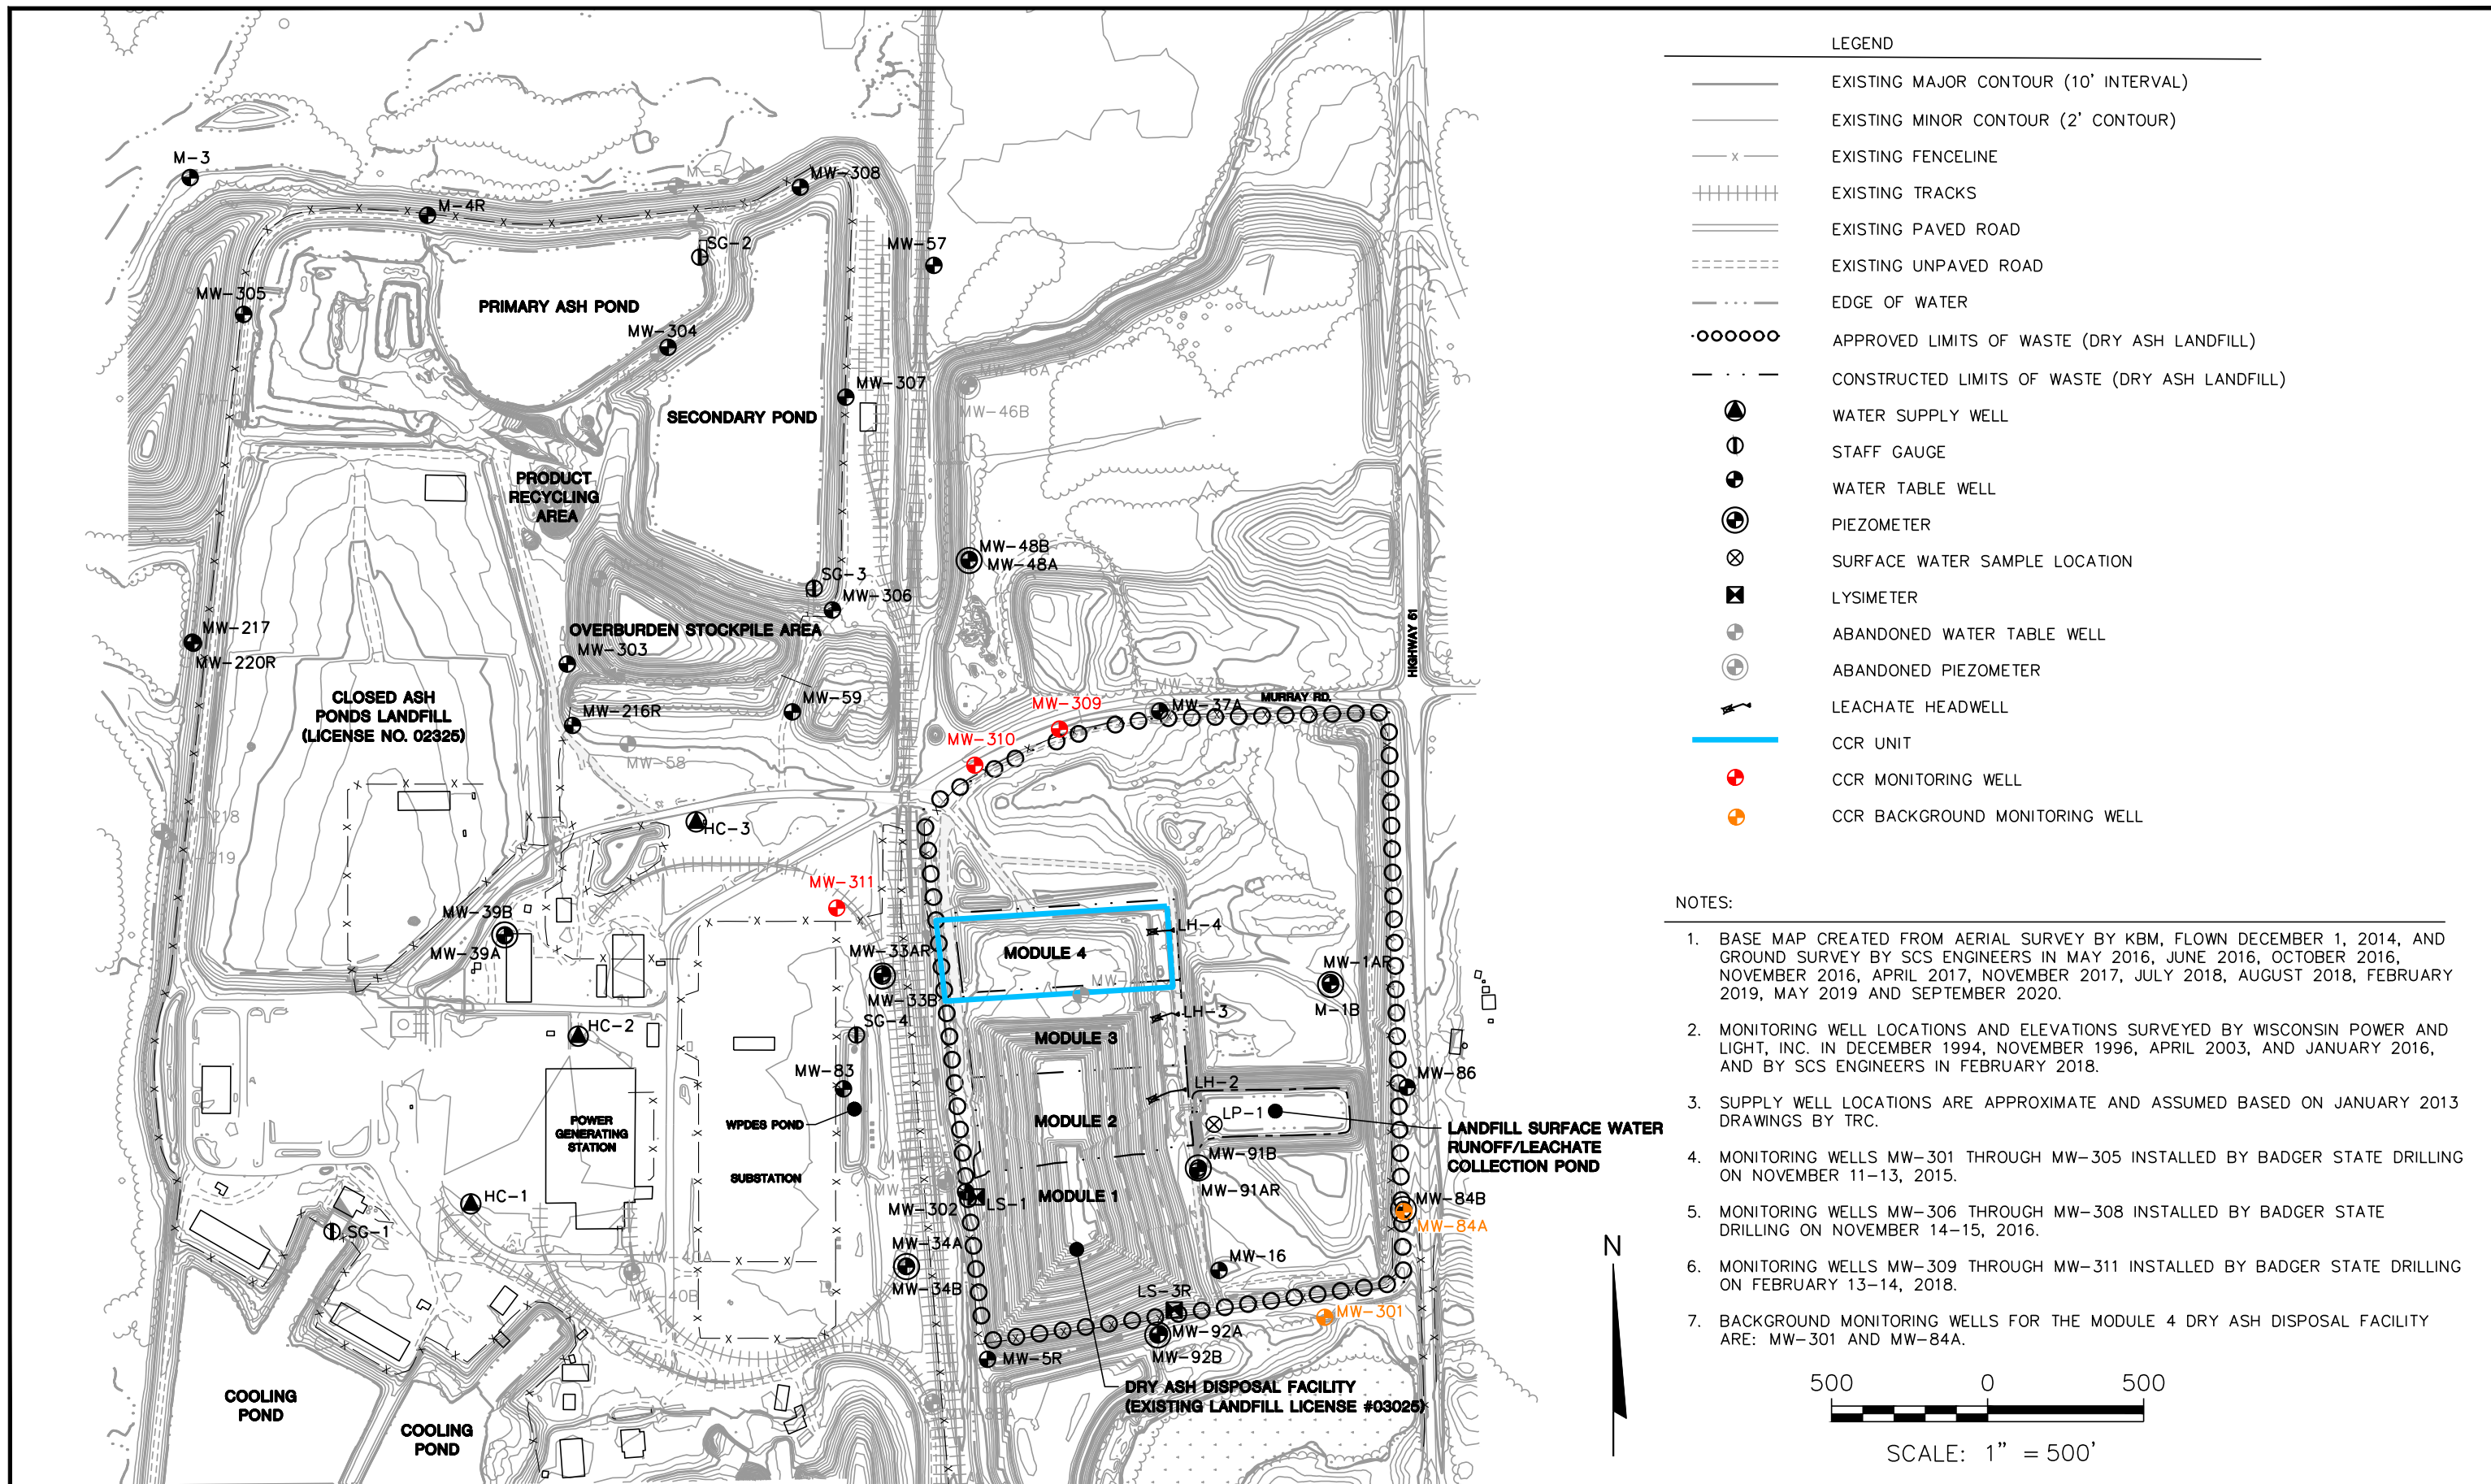 M-3
M-4R
M-5
MW-308
SG-2
MW-57
MW-305
PRIMARY ASH POND
MW-304
MW-307
MW-46A
MW-46B
SECONDARY POND
PRODUCT
RECYCLING
AREA
MW-48B
MW-48A
SG-3
MW-306
OVERBURDEN STOCKPILE AREA
MW-217
MW-220R
MW-303
HIGHWAY 61
CLOSED ASH
PONDS LANDFILL
(LICENSE NO. 02325)
MW-59
MW-216R
MW-58
MW-309
MW-37B
MW-37A
MURRAY RD.
MW-310
HC-3
MW-311
MW-39B
MW-39A
MW-33AR
MW-33B
MODULE 4
LH-4
MW-1AR
M-1B
HC-2
SG-4
MODULE 3
LH-3
MW-83
LH-2
MW-86
POWER
GENERATING
STATION
WPDES POND
MODULE 2
LP-1
LANDFILL SURFACE WATER
RUNOFF/LEACHATE
COLLECTION POND
SUBSTATION
MW-91B
MW-91AR
HC-1
MW-302
LS-1
MODULE 1
MW-84B
MW-84A
SG-1
MW-40A
MW-40B
MW-34A
MW-34B
MW-16
LS-3R
MW-301
MW-92A
MW-92B
MW-5R
DRY ASH DISPOSAL FACILITY
(EXISTING LANDFILL LICENSE #03025)
COOLING
POND
COOLING
POND
N
LEGEND
EXISTING MAJOR CONTOUR (10' INTERVAL)
EXISTING MINOR CONTOUR (2' CONTOUR)
EXISTING FENCELINE
EXISTING TRACKS
EXISTING PAVED ROAD
EXISTING UNPAVED ROAD
EDGE OF WATER
APPROVED LIMITS OF WASTE (DRY ASH LANDFILL)
CONSTRUCTED LIMITS OF WASTE (DRY ASH LANDFILL)
WATER SUPPLY WELL
STAFF GAUGE
WATER TABLE WELL
PIEZOMETER
SURFACE WATER SAMPLE LOCATION
LYSIMETER
ABANDONED WATER TABLE WELL
ABANDONED PIEZOMETER
LEACHATE HEADWELL
CCR UNIT
CCR MONITORING WELL
CCR BACKGROUND MONITORING WELL
NOTES:
1. BASE MAP CREATED FROM AERIAL SURVEY BY KBM, FLOWN DECEMBER 1, 2014, AND
GROUND SURVEY BY SCS ENGINEERS IN MAY 2016, JUNE 2016, OCTOBER 2016,
NOVEMBER 2016, APRIL 2017, NOVEMBER 2017, JULY 2018, AUGUST 2018, FEBRUARY
2019, MAY 2019 AND SEPTEMBER 2020.
2. MONITORING WELL LOCATIONS AND ELEVATIONS SURVEYED BY WISCONSIN POWER AND
LIGHT, INC. IN DECEMBER 1994, NOVEMBER 1996, APRIL 2003, AND JANUARY 2016,
AND BY SCS ENGINEERS IN FEBRUARY 2018.
3. SUPPLY WELL LOCATIONS ARE APPROXIMATE AND ASSUMED BASED ON JANUARY 2013
DRAWINGS BY TRC.
4. MONITORING WELLS MW-301 THROUGH MW-305 INSTALLED BY BADGER STATE DRILLING
ON NOVEMBER 11-13, 2015.
5. MONITORING WELLS MW-306 THROUGH MW-308 INSTALLED BY BADGER STATE
DRILLING ON NOVEMBER 14-15, 2016.
6. MONITORING WELLS MW-309 THROUGH MW-311 INSTALLED BY BADGER STATE DRILLING
ON FEBRUARY 13-14, 2018.
7. BACKGROUND MONITORING WELLS FOR THE MODULE 4 DRY ASH DISPOSAL FACILITY
ARE: MW-301 AND MW-84A.
500 0 500
SCALE: 1" = 500'